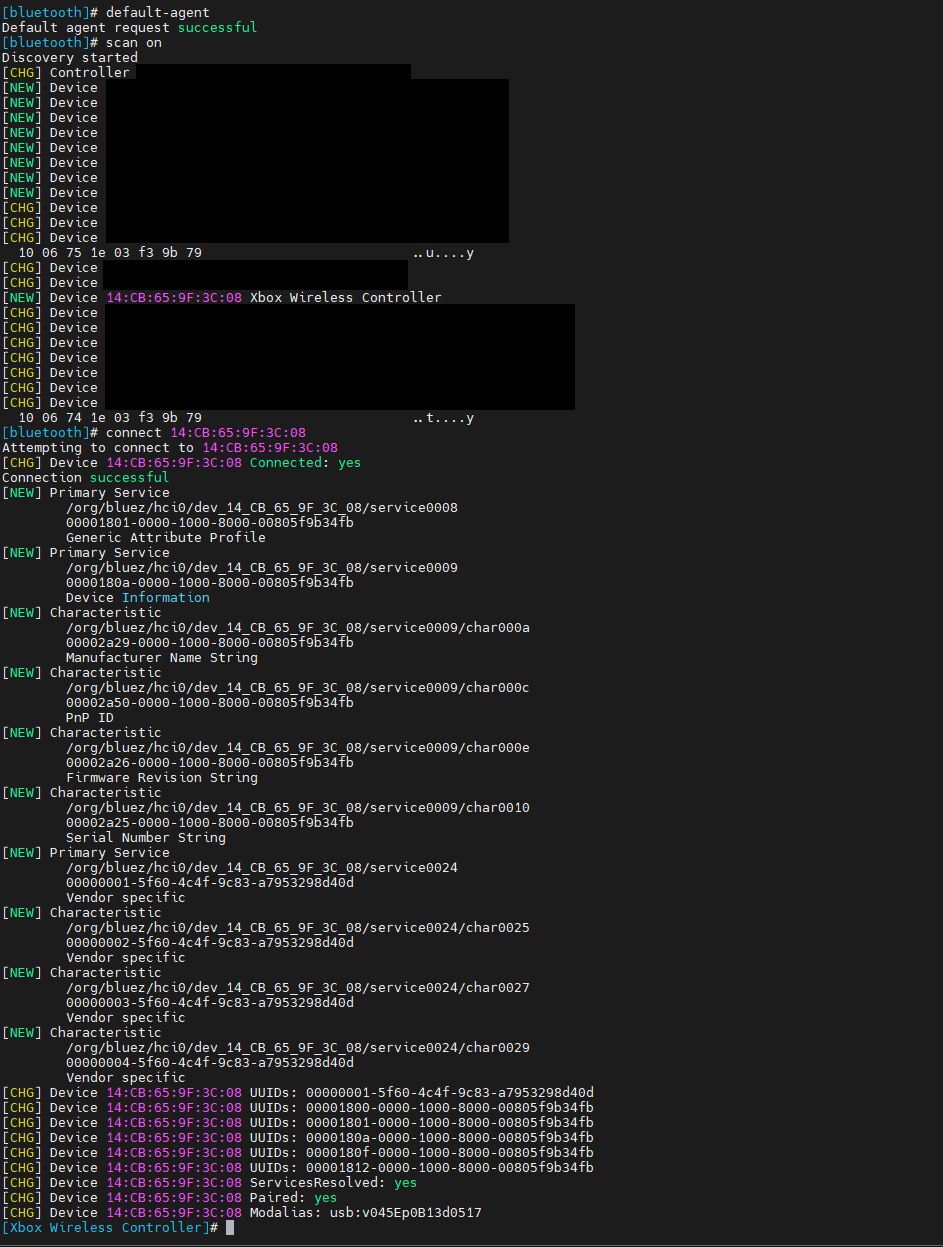 [bluetooth]# default-agent
Default agent request successful
[bluetooth]# scan on
Discovery started
[CHG] Controller
[NEW] Device
[NEW] Device
[NEW] Device
[NEW] Device
[NEW] Device
[NEW] Device
[NEW] Device
[NEW] Device
[CHG] Device
[CHG] Device
[CHG] Device
10 06 75 1e 03 f3 9b 79 ..u....y
[CHG] Device
[CHG] Device
[NEW] Device 14:CB:65:9F:3C:08 Xbox Wireless Controller
[CHG] Device
[CHG] Device
[CHG] Device
[CHG] Device
[CHG] Device
[CHG] Device
[CHG] Device
10 06 74 1e 03 f3 9b 79 ..t....y
[bluetooth]# connect 14:CB:65:9F:3C:08
Attempting to connect to 14:CB:65:9F:3C:08
[CHG] Device 14:CB:65:9F:3C:08 Connected: yes
Connection successful
[NEW] Primary Service
/org/bluez/hci0/dev_14_CB_65_9F_3C_08/service0008
00001801-0000-1000-8000-00805f9b34fb
Generic Attribute Profile
[NEW] Primary Service
/org/bluez/hci0/dev_14_CB_65_9F_3C_08/service0009
0000180a-0000-1000-8000-00805f9b34fb
Device Information
[NEW] Characteristic
/org/bluez/hci0/dev_14_CB_65_9F_3C_08/service0009/char000a
00002a29-0000-1000-8000-00805f9b34fb
Manufacturer Name String
[NEW] Characteristic
/org/bluez/hci0/dev_14_CB_65_9F_3C_08/service0009/char000c
00002a50-0000-1000-8000-00805f9b34fb
PnP ID
[NEW] Characteristic
/org/bluez/hci0/dev_14_CB_65_9F_3C_08/service0009/char000e
00002a26-0000-1000-8000-00805f9b34fb
Firmware Revision String
[NEW] Characteristic
/org/bluez/hci0/dev_14_CB_65_9F_3C_08/service0009/char0010
00002a25-0000-1000-8000-00805f9b34fb
Serial Number String
[NEW] Primary Service
/org/bluez/hci0/dev_14_CB_65_9F_3C_08/service0024
00000001-5f60-4c4f-9c83-a7953298d40d
Vendor specific
[NEW] Characteristic
/org/bluez/hci0/dev_14_CB_65_9F_3C_08/service0024/char0025
00000002-5f60-4c4f-9c83-a7953298d40d
Vendor specific
[NEW] Characteristic
/org/bluez/hci0/dev_14_CB_65_9F_3C_08/service0024/char0027
00000003-5f60-4c4f-9c83-a7953298d40d
Vendor specific
[NEW] Characteristic
/org/bluez/hci0/dev_14_CB_65_9F_3C_08/service0024/char0029
00000004-5f60-4c4f-9c83-a7953298d40d
Vendor specific
[CHG] Device 14:CB:65:9F:3C:08 UUIDs: 00000001-5f60-4c4f-9c83-a7953298d40d
[CHG] Device 14:CB:65:9F:3C:08 UUIDs: 00001800-0000-1000-8000-00805f9b34fb
[CHG] Device 14:CB:65:9F:3C:08 UUIDs: 00001801-0000-1000-8000-00805f9b34fb
[CHG] Device 14:CB:65:9F:3C:08 UUIDs: 0000180a-0000-1000-8000-00805f9b34fb
[CHG] Device 14:CB:65:9F:3C:08 UUIDs: 0000180f-0000-1000-8000-00805f9b34fb
[CHG] Device 14:CB:65:9F:3C:08 UUIDs: 00001812-0000-1000-8000-00805f9b34fb
[CHG] Device 14:CB:65:9F:3C:08 ServicesResolved: yes
[CHG] Device 14:CB:65:9F:3C:08 Paired: yes
[CHG] Device 14:CB:65:9F:3C:08 Modalias: usb:v045Ep0B13d0517
[Xbox Wireless Controller]#